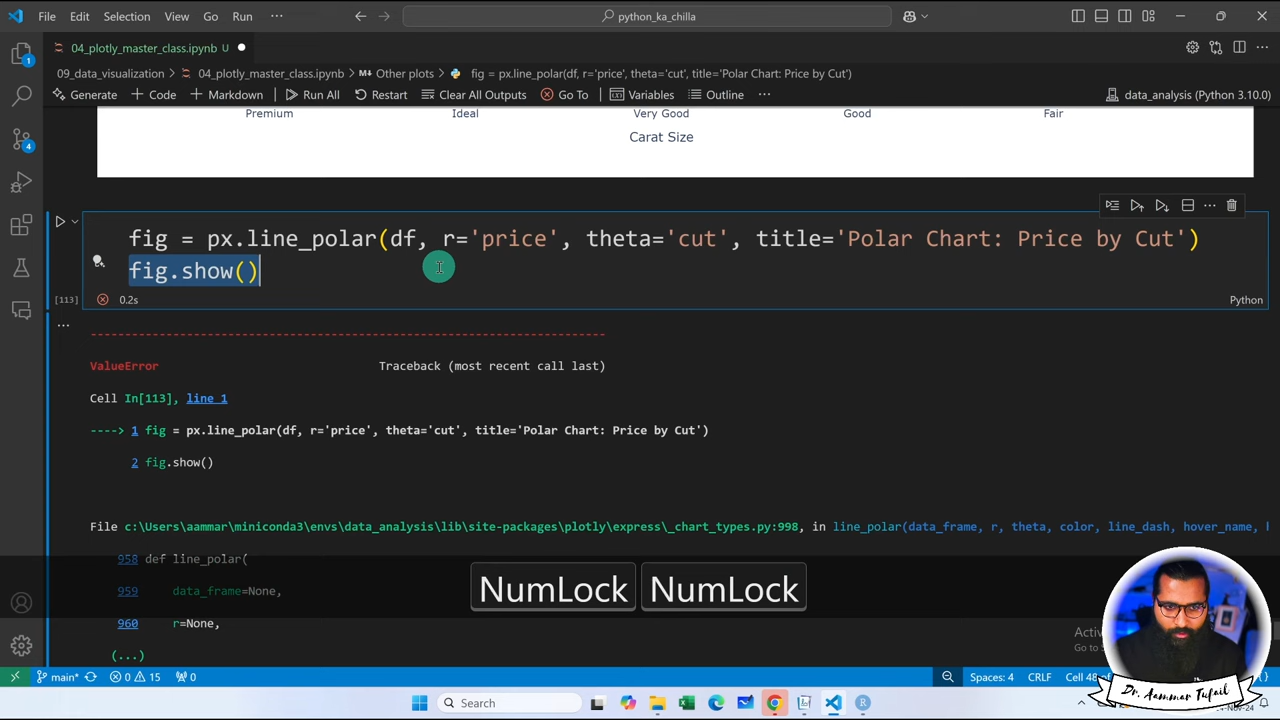 File Edit Selection View Go Run ··· python_ka_chilla
04_plotly_master_class.ipynb U
09_data_visualization > 04_plotly_master_class.ipynb > M↓ Other plots > fig = px.line_polar(df, r='price', theta='cut', title='Polar Chart: Price by Cut')
Generate + Code + Markdown Run All Restart Clear All Outputs Go To Variables Outline ··· data_analysis (Python 3.10.0)
Premium Ideal Very Good Good Fair
Carat Size
fig = px.line_polar(df, r='price', theta='cut', title='Polar Chart: Price by Cut')
fig.show()
[113] 0.2s Python
...
---------------------------------------------------------------------------
ValueError Traceback (most recent call last)
Cell In[113], line 1
----> 1 fig = px.line_polar(df, r='price', theta='cut', title='Polar Chart: Price by Cut')
2 fig.show()
File c:\Users\aammar\miniconda3\envs\data_analysis\lib\site-packages\plotly\express\_chart_types.py:998, in line_polar(data_frame, r, theta, color, line_dash, hover_name,
958 def line_polar(
959 data_frame=None,
960 r=None,
(...)
NumLock NumLock
Dr. Aammar Tufail
main* 0 15 0 Spaces: 4 CRLF
Search